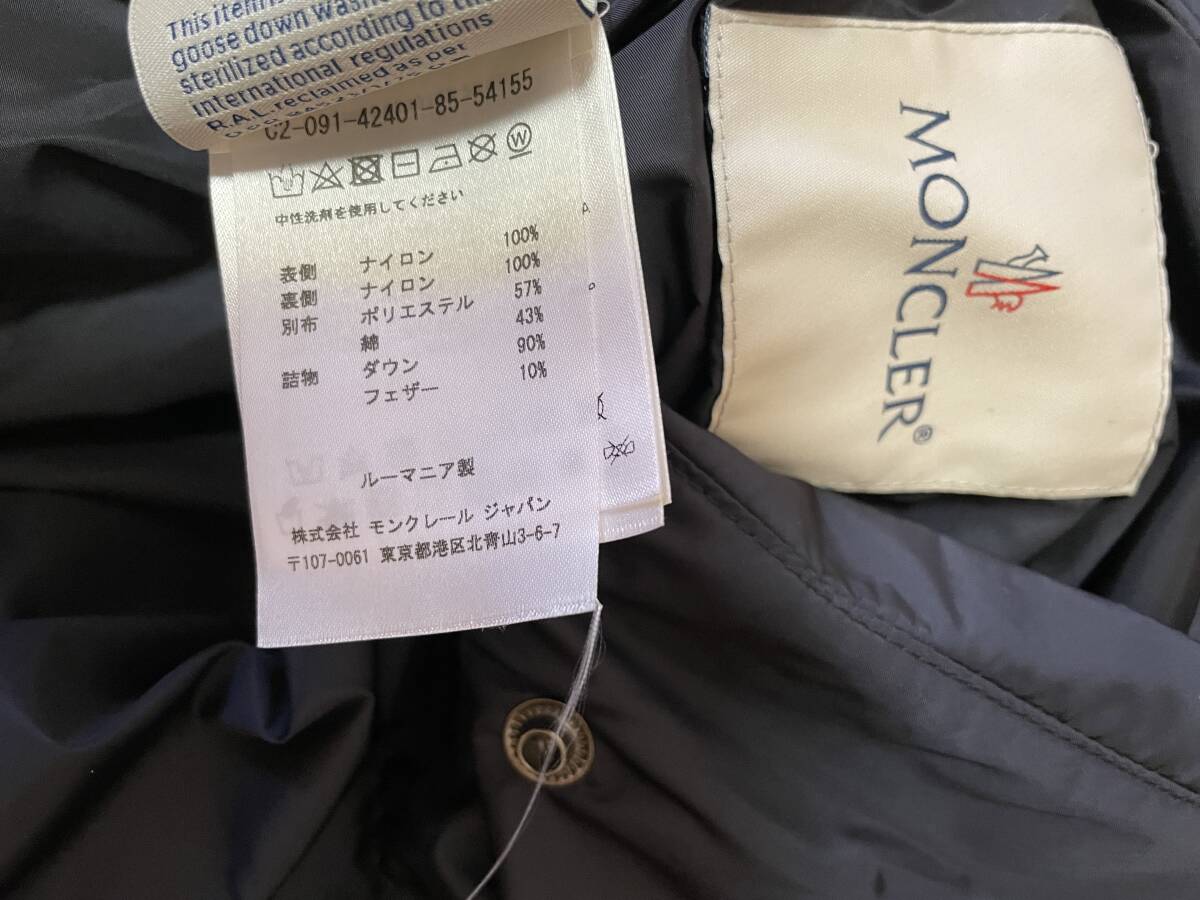 This item
goose down wash
sterilized according to th
international regulations
R.A.L. reclaimed as per
C2-091-42401-85-54155
W
中性洗剤を使用してください
表側 ナイロン 100%
裏側 ナイロン 100%
別布 ポリエステル 57%
綿 43%
詰物 ダウン 90%
フェザー 10%
ルーマニア製
株式会社 モンクレール ジャパン
〒107-0061 東京都港区北青山3-6-7
A
MONCLER®